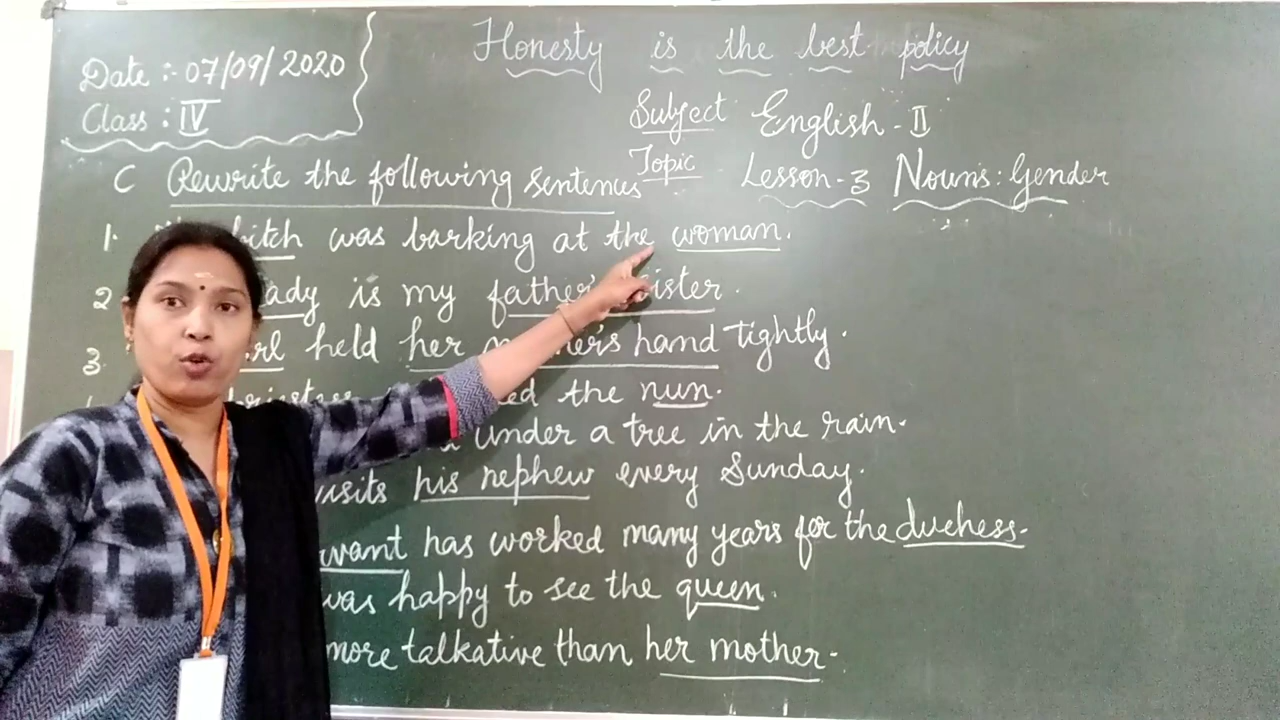 Honesty is the best policy
Date :- 07/09/2020
Class : IV
Subject English - II
Topic Lesson-3 Nouns: Gender
C Rewrite the following sentences
1. bitch was barking at the woman.
2 is my father's sister.
3. held her hand tightly.
the nun.
under a tree in the rain.
his nephew every Sunday.
has worked many years for the duchess.
was happy to see the queen.
more talkative than her mother.